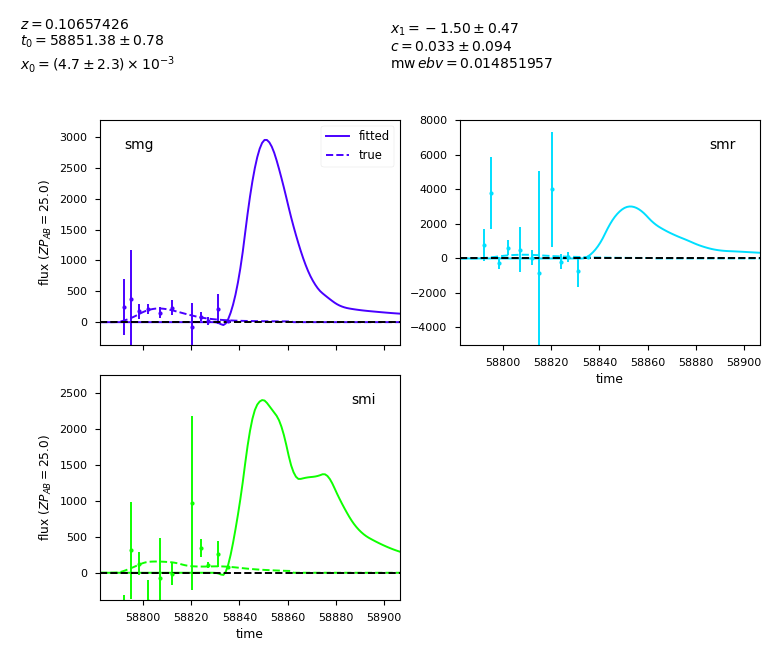 z = 0.10657426
t₀ = 58851.38 ± 0.78
x₀ = (4.7 ± 2.3) × 10⁻³
x₁ = −1.50 ± 0.47
c = 0.033 ± 0.094
mw ebv = 0.014851957
smg
fitted
true
3000
2500
2000
1500
1000
500
0
flux (ZP_AB = 25.0)
smr
8000
6000
4000
2000
0
−2000
−4000
58800 58820 58840 58860 58880 58900
time
smi
2500
2000
1500
1000
500
0
flux (ZP_AB = 25.0)
58800 58820 58840 58860 58880 58900
time